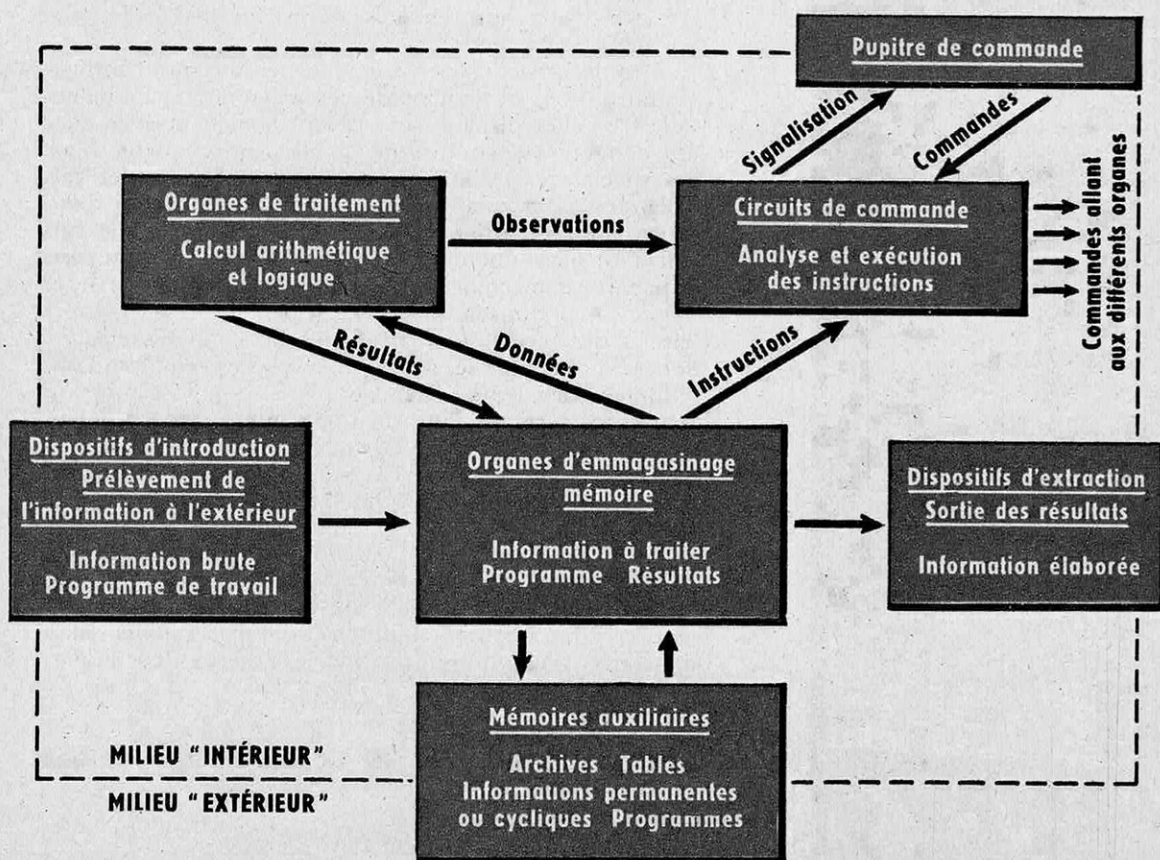 Pupitre de commande
Signalisation
Commandes
Organes de traitement
Calcul arithmétique
et logique
Observations
Circuits de commande
Analyse et exécution
des instructions
Commandes allant
aux différents organes
Résultats
Données
Instructions
Dispositifs d'introduction
Prélèvement de
l'information à l'extérieur
Information brute
Programme de travail
Organes d'emmagasinage
mémoire
Information à traiter
Programme Résultats
Dispositifs d'extraction
Sortie des résultats
Information élaborée
Mémoires auxiliaires
Archives Tables
Informations permanentes
ou cycliques Programmes
MILIEU "INTÉRIEUR"
MILIEU "EXTÉRIEUR"